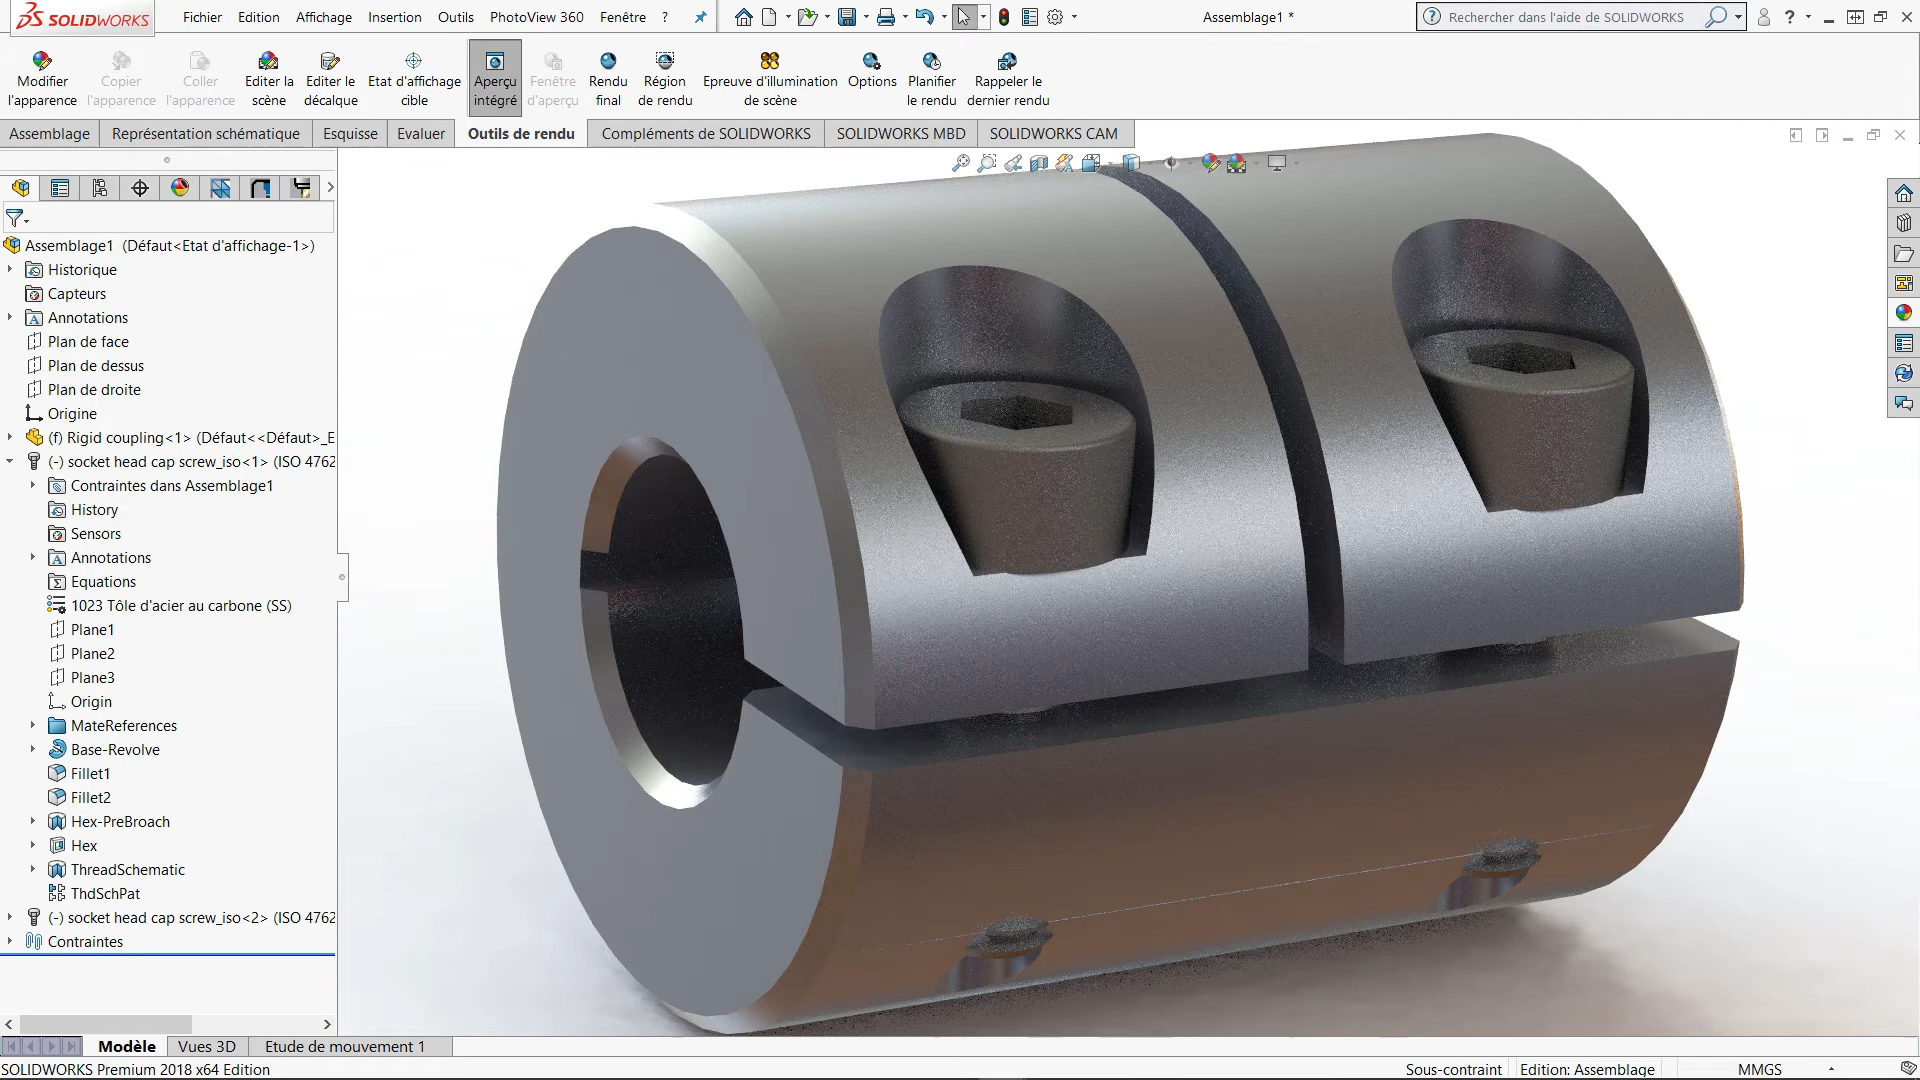 SOLIDWORKS
Fichier Edition Affichage Insertion Outils PhotoView 360 Fenêtre ?
Assemblage1 *
Rechercher dans l'aide de SOLIDWORKS
?
Modifier l'apparence
Copier l'apparence
Coller l'apparence
Editer la scène
Editer le décalque
Etat d'affichage cible
Aperçu intégré
Fenêtre d'aperçu
Rendu final
Région de rendu
Epreuve d'illumination de scène
Options
Planifier le rendu
Rappeler le dernier rendu
Assemblage Représentation schématique Esquisse Evaluer Outils de rendu Compléments de SOLIDWORKS SOLIDWORKS MBD SOLIDWORKS CAM
Assemblage1 (Défaut<Etat d'affichage-1>)
Historique
Capteurs
Annotations
Plan de face
Plan de dessus
Plan de droite
Origine
(f) Rigid coupling<1> (Défaut<<Défaut>_E
(-) socket head cap screw_iso<1> (ISO 4762
Contraintes dans Assemblage1
History
Sensors
Annotations
Equations
1023 Tôle d'acier au carbone (SS)
Plane1
Plane2
Plane3
Origin
MateReferences
Base-Revolve
Fillet1
Fillet2
Hex-PreBroach
Hex
ThreadSchematic
ThdSchPat
(-) socket head cap screw_iso<2> (ISO 4762
Contraintes
Modèle Vues 3D Etude de mouvement 1
SOLIDWORKS Premium 2018 x64 Edition
Sous-contraint Edition: Assemblage MMGS